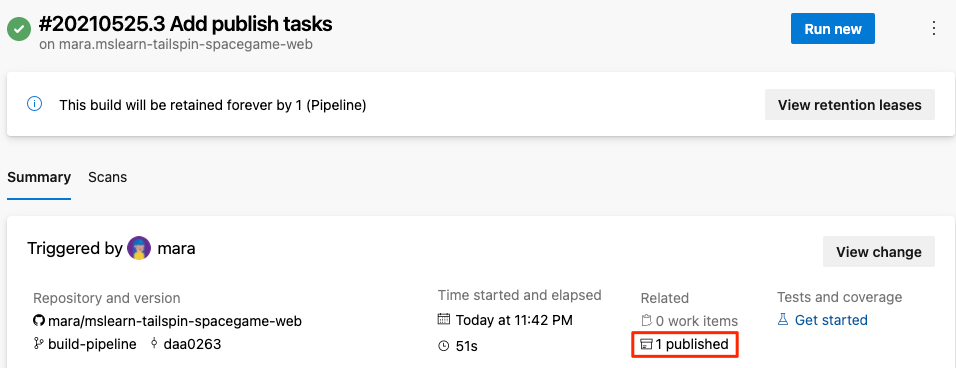 #20210525.3 Add publish tasks
on mara.mslearn-tailspin-spacegame-web
Run new
This build will be retained forever by 1 (Pipeline)
View retention leases
Summary
Scans
Triggered by mara
View change
Repository and version
mara/mslearn-tailspin-spacegame-web
build-pipeline daa0263
Time started and elapsed
Today at 11:42 PM
51s
Related
0 work items
1 published
Tests and coverage
Get started